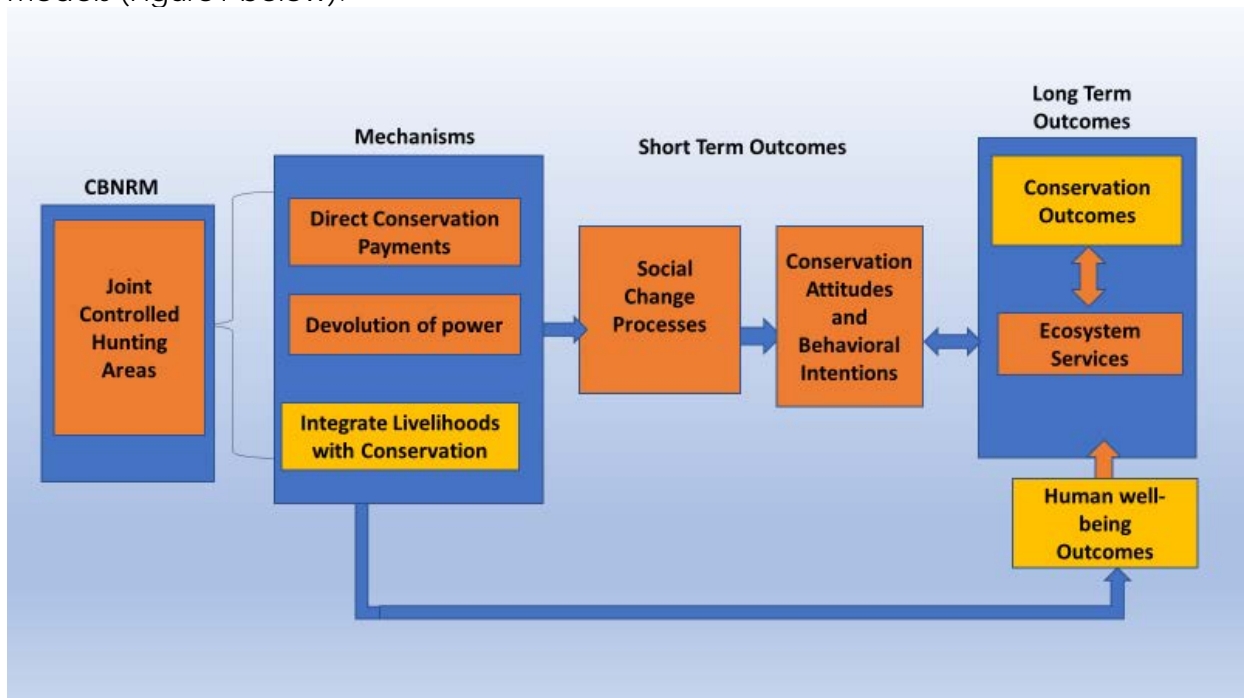 models (Figure1 below).
CBNRM
Joint
Controlled
Hunting
Areas
Mechanisms
Direct Conservation
Payments
Devolution of power
Integrate Livelihoods
with Conservation
Short Term Outcomes
Social
Change
Processes
Conservation
Attitudes
and
Behavioral
Intentions
Long Term
Outcomes
Conservation
Outcomes
Ecosystem
Services
Human well-
being
Outcomes